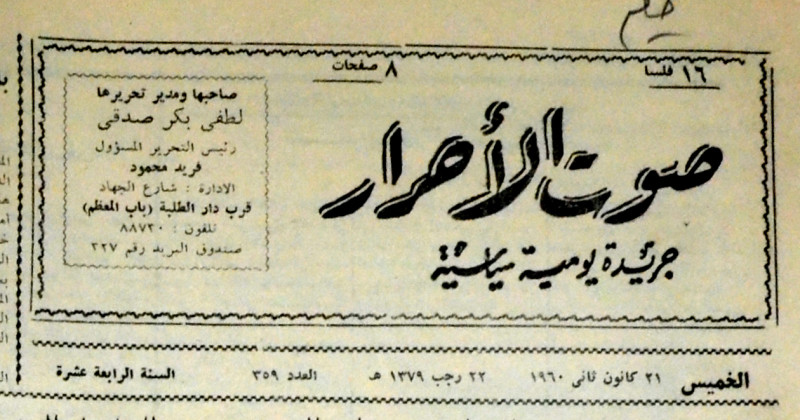 ١٦ فلسا
٨ صفحات
صوت الأحرار
جريدة يومية سياسية
صاحبها ومدير تحريرها
لطفي بكر صدقي
رئيس التحرير المسؤول
فريد محمود
الادارة : شارع الجهاد
قرب دار الطلبة (باب المعظم)
تلفون : ٨٨٧٣٠
صندوق البريد رقم ٣٢٧
الخميس ٢١ كانون ثاني ١٩٦٠ ٢٢ رجب ١٣٧٩ هـ العدد ٣٥٩ السنة الرابعة عشرة